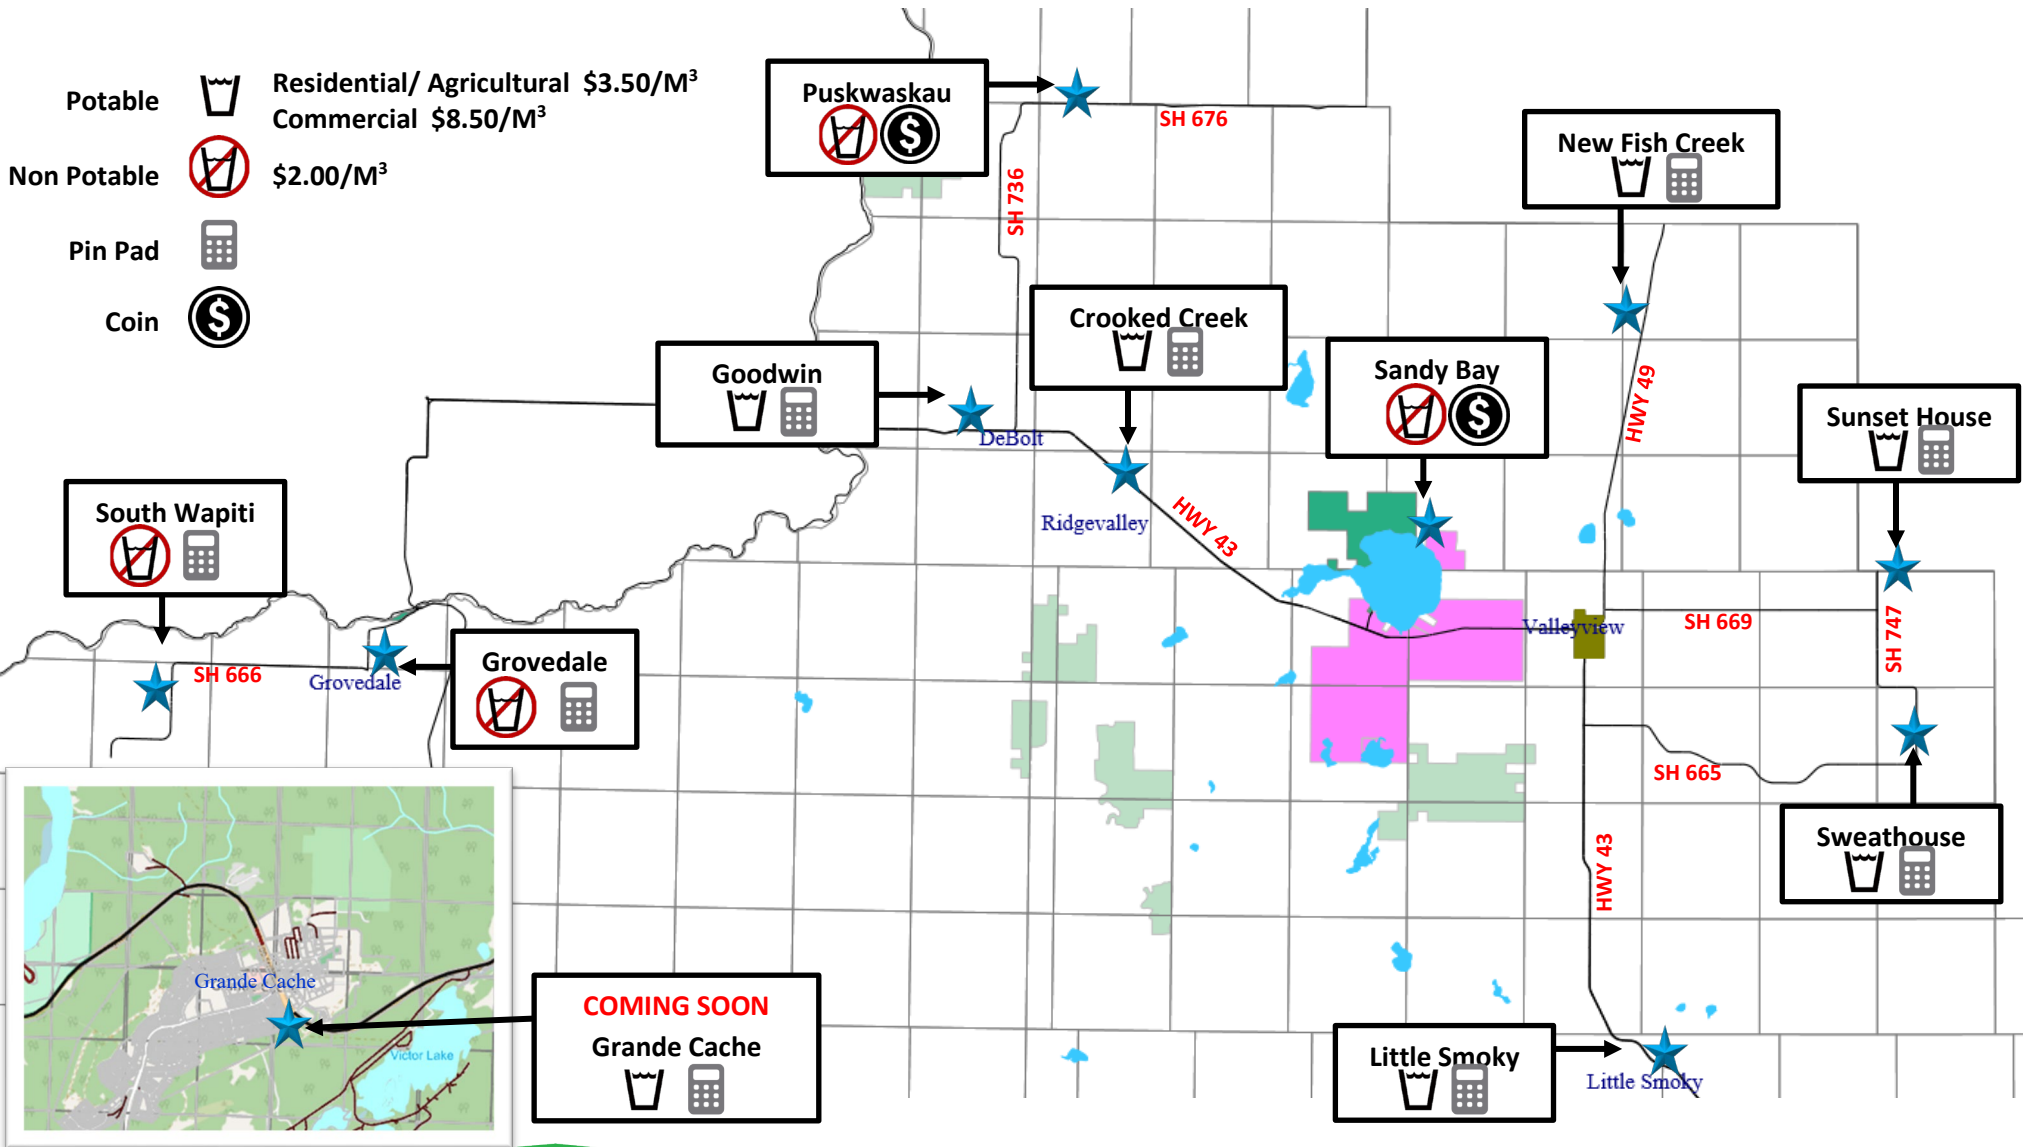 Potable
Residential/ Agricultural $3.50/M³
Commercial $8.50/M³
Non Potable
$2.00/M³
Pin Pad
Coin
$
Puskwaskau
$
SH 676
SH 736
New Fish Creek
Crooked Creek
Goodwin
DeBolt
Sandy Bay
$
HWY 49
Sunset House
South Wapiti
Ridgevalley
HWY 43
Valleyview
SH 669
SH 747
SH 666
Grovedale
Grovedale
SH 665
HWY 43
Sweathouse
Grande Cache
Victor Lake
COMING SOON
Grande Cache
Little Smoky
Little Smoky